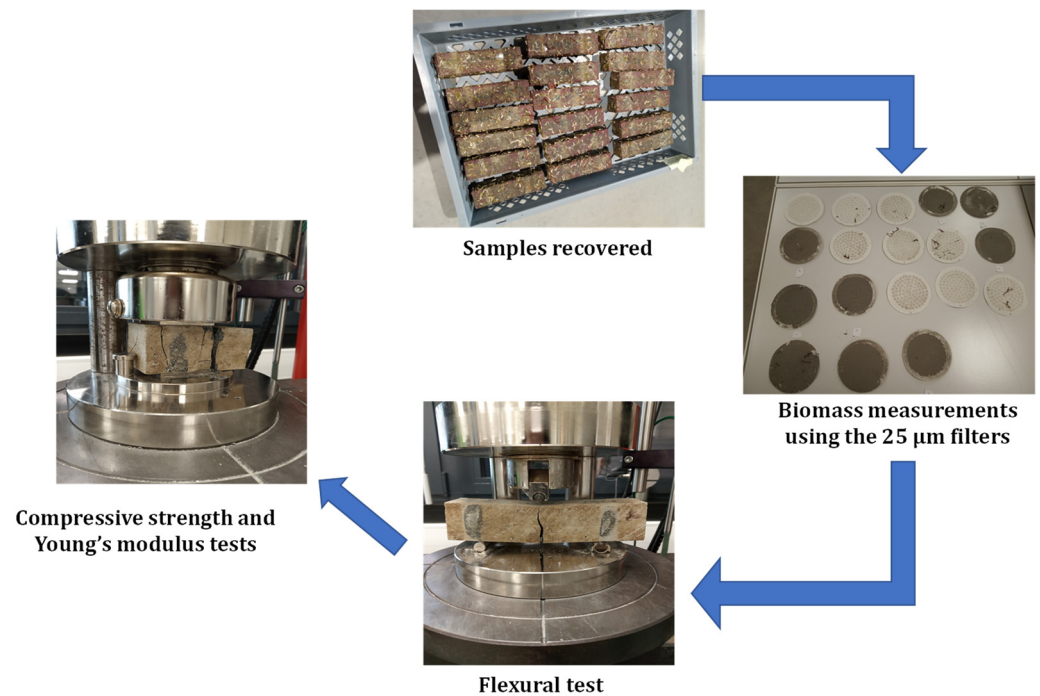 Samples recovered
Biomass measurements
using the 25 μm filters
Compressive strength and
Young's modulus tests
Flexural test